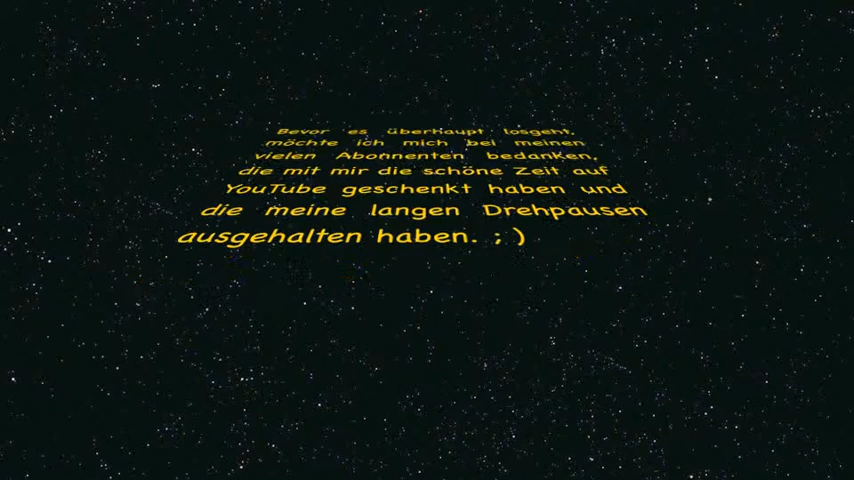 Bevor es überhaupt losgeht,
möchte ich mich bei meinen
vielen Abonnenten bedanken,
die mit mir die schöne Zeit auf
YouTube geschenkt haben und
die meine langen Drehpausen
ausgehalten haben. ; )